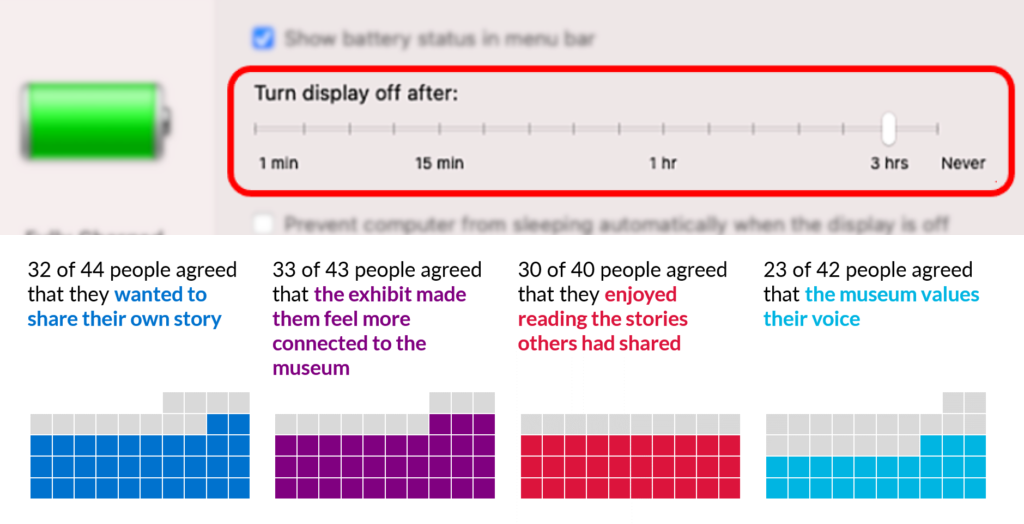 Show battery status in menu bar
Turn display off after:
1 min 15 min 1 hr 3 hrs Never
Prevent computer from sleeping automatically when the display is off
32 of 44 people agreed
that they wanted to
share their own story
33 of 43 people agreed
that the exhibit made
them feel more
connected to the
museum
30 of 40 people agreed
that they enjoyed
reading the stories
others had shared
23 of 42 people agreed
that the museum values
their voice